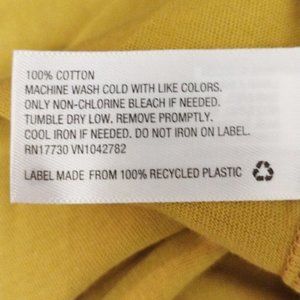 100% COTTON
MACHINE WASH COLD WITH LIKE COLORS.
ONLY NON-CHLORINE BLEACH IF NEEDED.
TUMBLE DRY LOW. REMOVE PROMPTLY.
COOL IRON IF NEEDED. DO NOT IRON ON LABEL.
RN17730 VN1042782
LABEL MADE FROM 100% RECYCLED PLASTIC